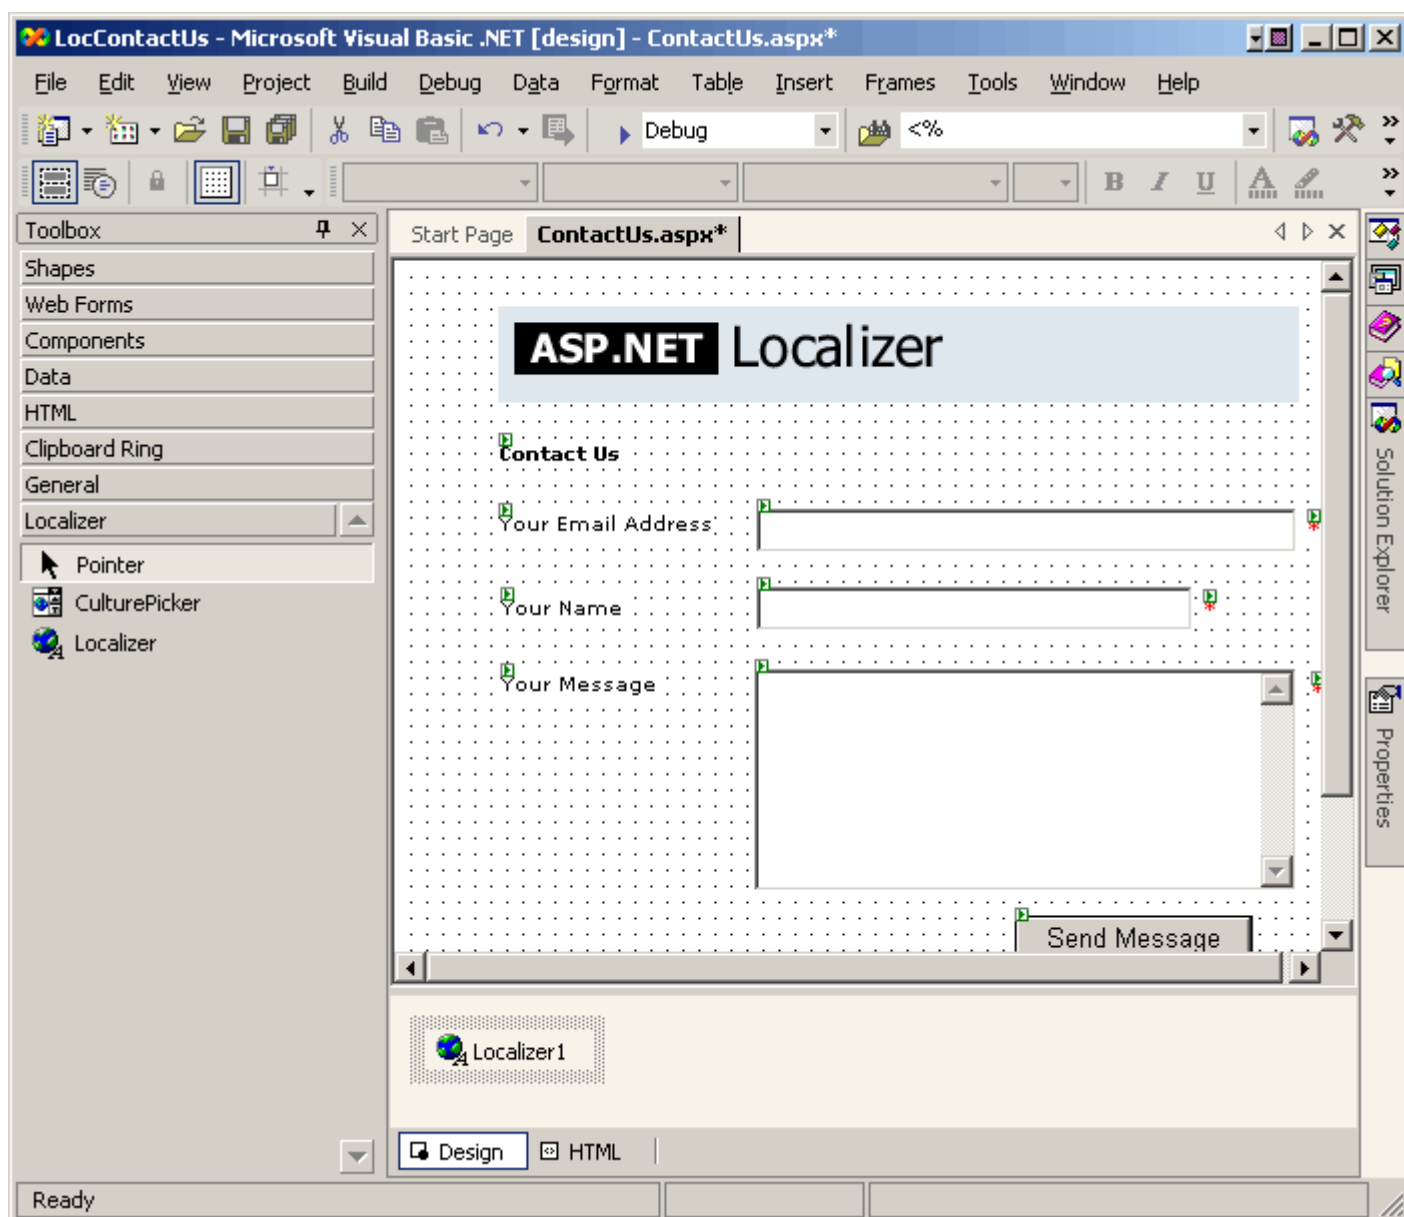 LocContactUs - Microsoft Visual Basic .NET [design] - ContactUs.aspx*
File Edit View Project Build Debug Data Format Table Insert Frames Tools Window Help
Debug <%
B I U A
Toolbox
Start Page ContactUs.aspx*
Shapes
Web Forms
Components
Data
HTML
Clipboard Ring
General
Localizer
Pointer
CulturePicker
Localizer
ASP.NET Localizer
Contact Us
Your Email Address *
Your Name *
Your Message *
Send Message
Solution Explorer
Properties
Localizer1
Design HTML
Ready